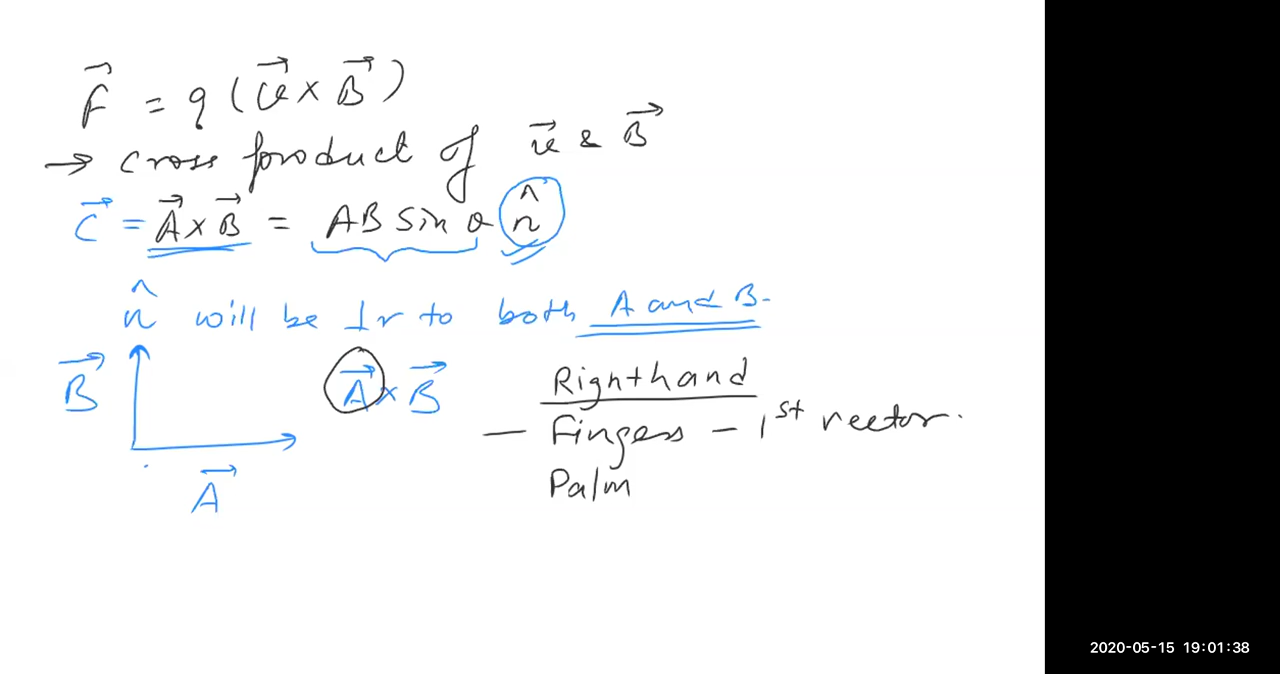 F⃗ = q (v⃗ × B⃗)
→ cross product of v⃗ & B⃗
C⃗ = A⃗ × B⃗ = AB sin θ n̂
n̂ will be ⊥r to both A and B.
B⃗ A⃗ × B⃗ Righthand
— Fingers – 1st vector.
A⃗ Palm
2020-05-15 19:01:38